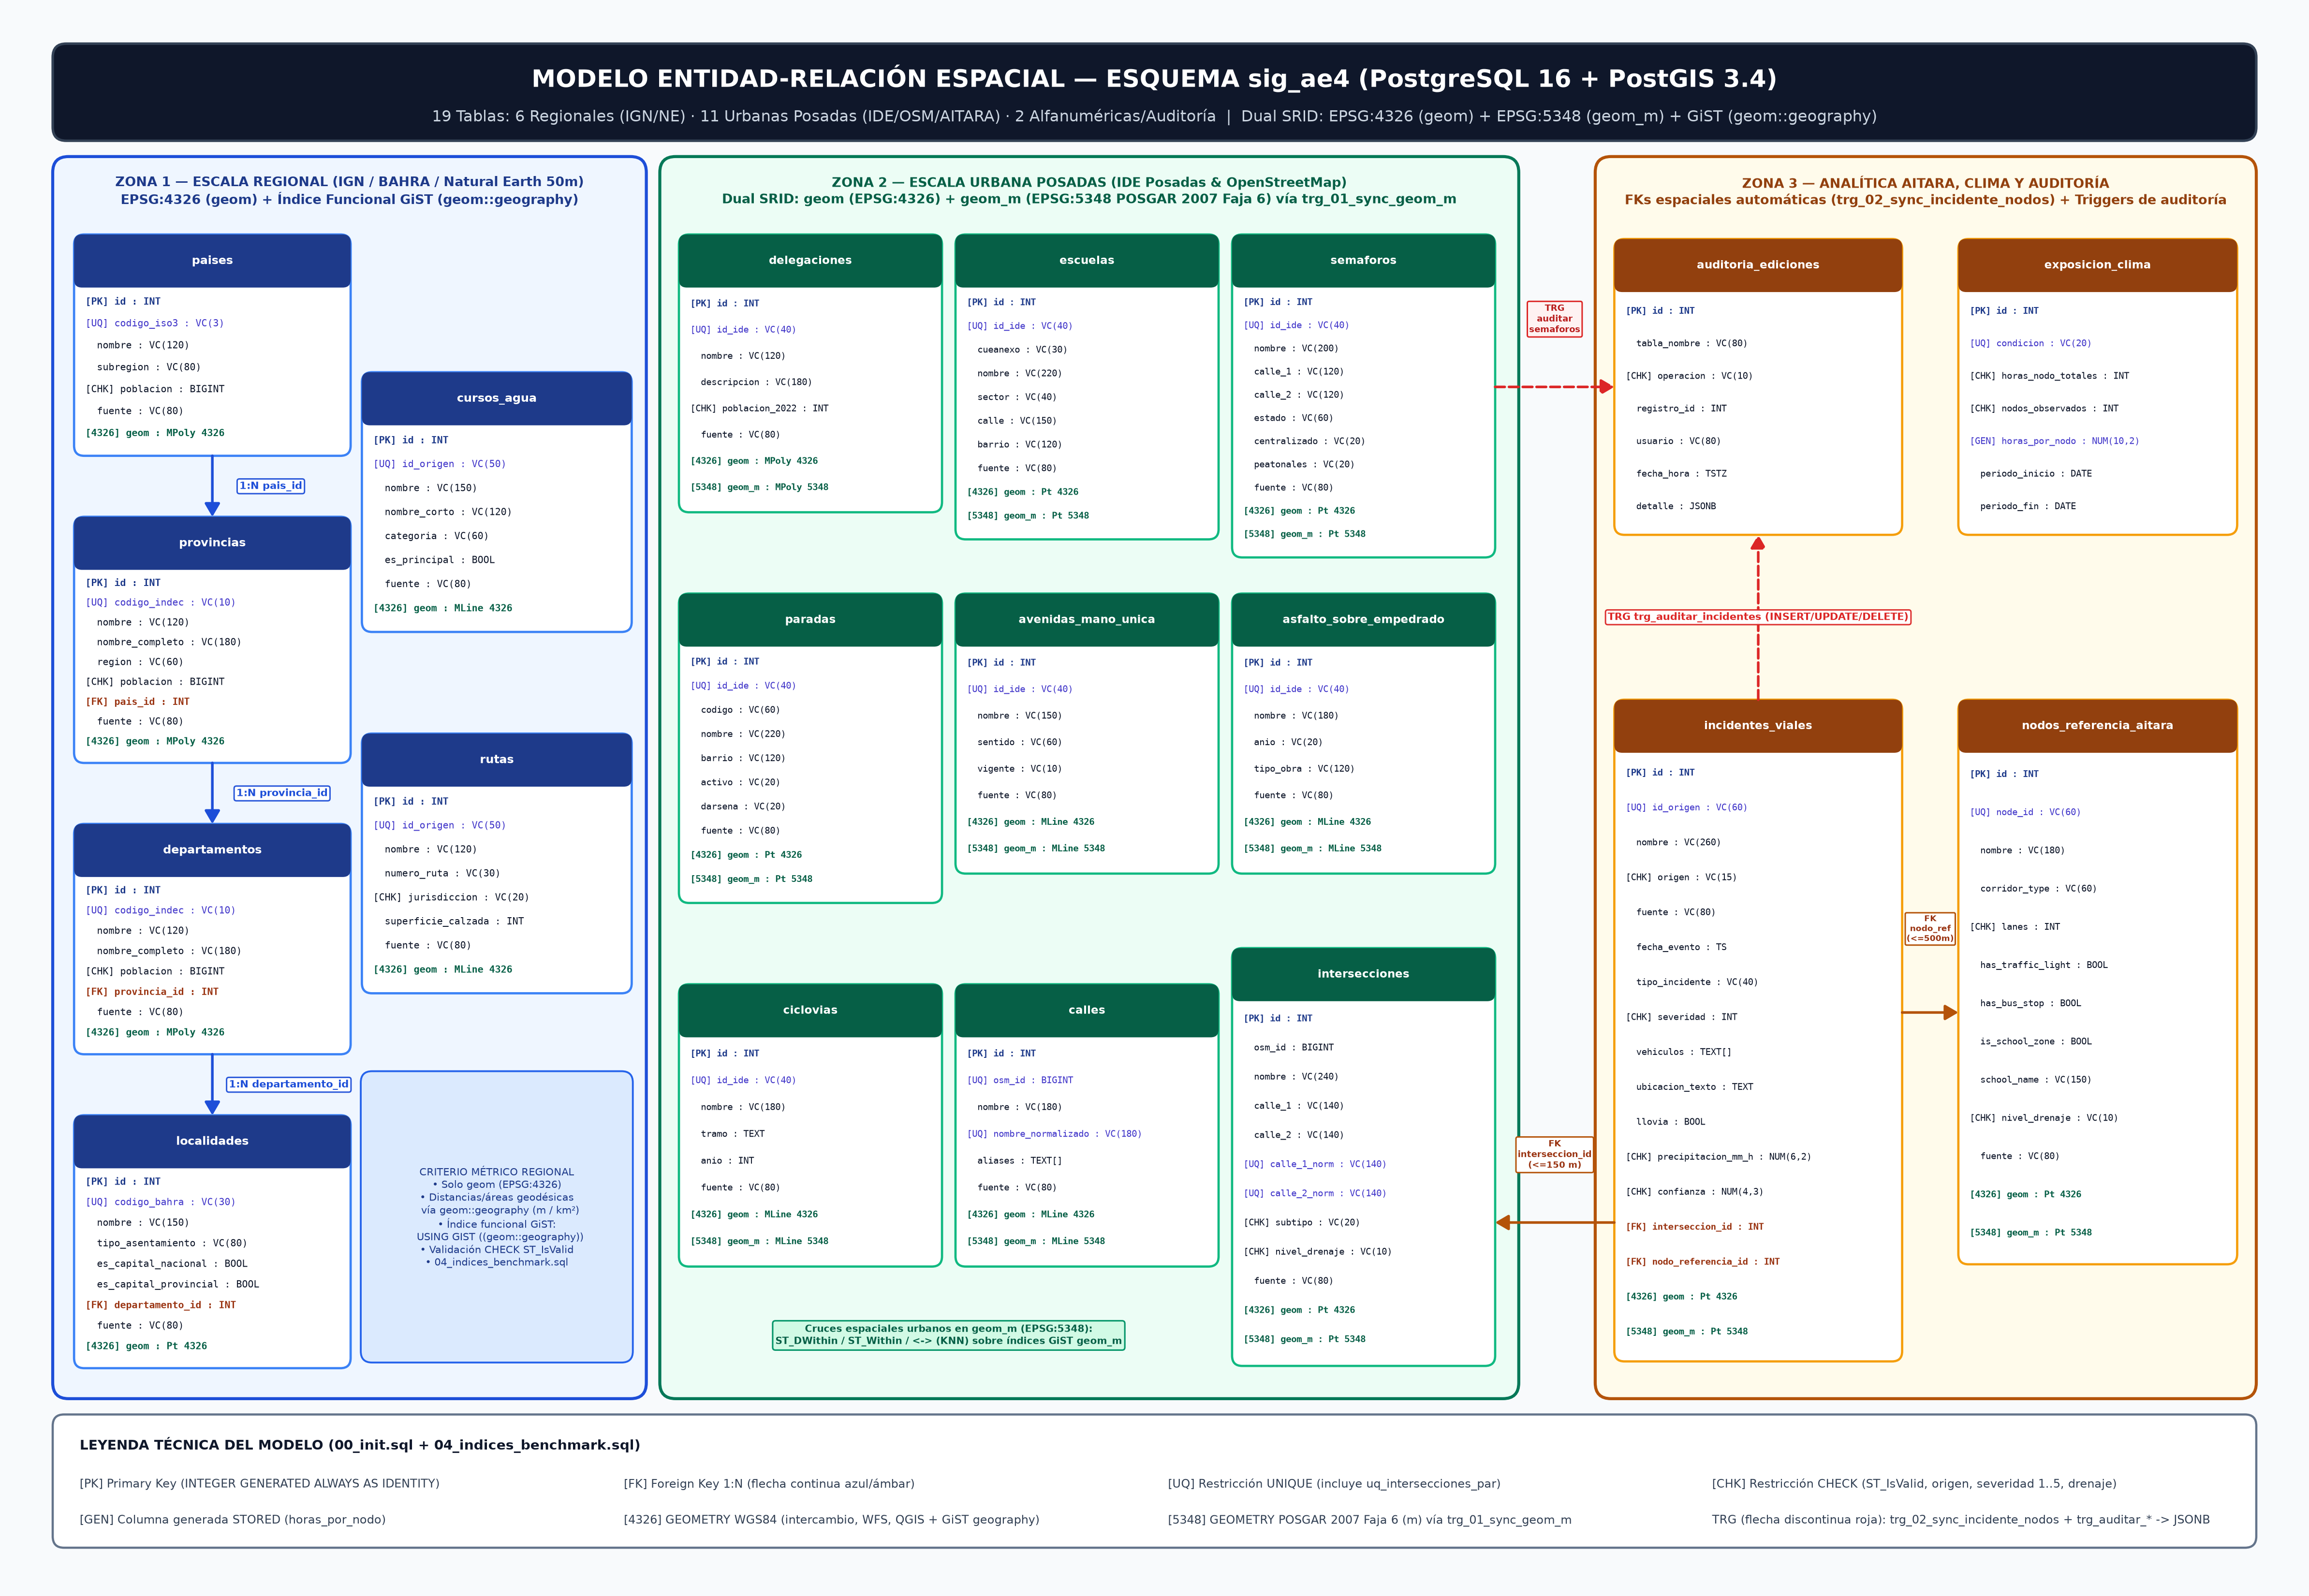 MODELO ENTIDAD-RELACIÓN ESPACIAL — ESQUEMA sig_ae4 (PostgreSQL 16 + PostGIS 3.4)
19 Tablas: 6 Regionales (IGN/NE) · 11 Urbanas Posadas (IDE/OSM/AITARA) · 2 Alfanuméricas/Auditoría | Dual SRID: EPSG:4326 (geom) + EPSG:5348 (geom_m) + GiST (geom::geography)
ZONA 1 — ESCALA REGIONAL (IGN / BAHRA / Natural Earth 50m)
EPSG:4326 (geom) + Índice Funcional GiST (geom::geography)
paises
[PK] id : INT
[UQ] codigo_iso3 : VC(3)
nombre : VC(120)
subregion : VC(80)
[CHK] poblacion : BIGINT
fuente : VC(80)
[4326] geom : MPoly 4326
1:N pais_id
provincias
[PK] id : INT
[UQ] codigo_indec : VC(10)
nombre : VC(120)
nombre_completo : VC(180)
region : VC(60)
[CHK] poblacion : BIGINT
[FK] pais_id : INT
fuente : VC(80)
[4326] geom : MPoly 4326
1:N provincia_id
departamentos
[PK] id : INT
[UQ] codigo_indec : VC(10)
nombre : VC(120)
nombre_completo : VC(180)
[CHK] poblacion : BIGINT
[FK] provincia_id : INT
fuente : VC(80)
[4326] geom : MPoly 4326
1:N departamento_id
localidades
[PK] id : INT
[UQ] codigo_bahra : VC(30)
nombre : VC(150)
tipo_asentamiento : VC(80)
es_capital_nacional : BOOL
es_capital_provincial : BOOL
[FK] departamento_id : INT
fuente : VC(80)
[4326] geom : Pt 4326
cursos_agua
[PK] id : INT
[UQ] id_origen : VC(50)
nombre : VC(150)
nombre_corto : VC(120)
categoria : VC(60)
es_principal : BOOL
fuente : VC(80)
[4326] geom : MLine 4326
rutas
[PK] id : INT
[UQ] id_origen : VC(50)
nombre : VC(120)
numero_ruta : VC(30)
[CHK] jurisdiccion : VC(20)
superficie_calzada : INT
fuente : VC(80)
[4326] geom : MLine 4326
CRITERIO MÉTRICO REGIONAL
• Solo geom (EPSG:4326)
• Distancias/áreas geodésicas
vía geom::geography (m / km²)
• Índice funcional GiST:
USING GIST ((geom::geography))
• Validación CHECK ST_IsValid
• 04_indices_benchmark.sql
ZONA 2 — ESCALA URBANA POSADAS (IDE Posadas & OpenStreetMap)
Dual SRID: geom (EPSG:4326) + geom_m (EPSG:5348 POSGAR 2007 Faja 6) vía trg_01_sync_geom_m
delegaciones
[PK] id : INT
[UQ] id_ide : VC(40)
nombre : VC(120)
descripcion : VC(180)
[CHK] poblacion_2022 : INT
fuente : VC(80)
[4326] geom : MPoly 4326
[5348] geom_m : MPoly 5348
escuelas
[PK] id : INT
[UQ] id_ide : VC(40)
cueanexo : VC(30)
nombre : VC(220)
sector : VC(40)
calle : VC(150)
barrio : VC(120)
fuente : VC(80)
[4326] geom : Pt 4326
[5348] geom_m : Pt 5348
semaforos
[PK] id : INT
[UQ] id_ide : VC(40)
nombre : VC(200)
calle_1 : VC(120)
calle_2 : VC(120)
estado : VC(60)
centralizado : VC(20)
peatonales : VC(20)
fuente : VC(80)
[4326] geom : Pt 4326
[5348] geom_m : Pt 5348
paradas
[PK] id : INT
[UQ] id_ide : VC(40)
codigo : VC(60)
nombre : VC(220)
barrio : VC(120)
activo : VC(20)
darsena : VC(20)
fuente : VC(80)
[4326] geom : Pt 4326
[5348] geom_m : Pt 5348
avenidas_mano_unica
[PK] id : INT
[UQ] id_ide : VC(40)
nombre : VC(150)
sentido : VC(60)
vigente : VC(10)
fuente : VC(80)
[4326] geom : MLine 4326
[5348] geom_m : MLine 5348
asfalto_sobre_empedrado
[PK] id : INT
[UQ] id_ide : VC(40)
nombre : VC(180)
anio : VC(20)
tipo_obra : VC(120)
fuente : VC(80)
[4326] geom : MLine 4326
[5348] geom_m : MLine 5348
ciclovias
[PK] id : INT
[UQ] id_ide : VC(40)
nombre : VC(180)
tramo : TEXT
anio : INT
fuente : VC(80)
[4326] geom : MLine 4326
[5348] geom_m : MLine 5348
calles
[PK] id : INT
[UQ] osm_id : BIGINT
nombre : VC(180)
[UQ] nombre_normalizado : VC(180)
aliases : TEXT[]
fuente : VC(80)
[4326] geom : MLine 4326
[5348] geom_m : MLine 5348
intersecciones
[PK] id : INT
osm_id : BIGINT
nombre : VC(240)
calle_1 : VC(140)
calle_2 : VC(140)
[UQ] calle_1_norm : VC(140)
[UQ] calle_2_norm : VC(140)
[CHK] subtipo : VC(20)
[CHK] nivel_drenaje : VC(10)
fuente : VC(80)
[4326] geom : Pt 4326
[5348] geom_m : Pt 5348
Cruces espaciales urbanos en geom_m (EPSG:5348):
ST_DWithin / ST_Within / <-> (KNN) sobre índices GiST geom_m
TRG
auditar
semaforos
FK
interseccion_id
(<=150 m)
ZONA 3 — ANALÍTICA AITARA, CLIMA Y AUDITORÍA
FKs espaciales automáticas (trg_02_sync_incidente_nodos) + Triggers de auditoría
auditoria_ediciones
[PK] id : INT
tabla_nombre : VC(80)
[CHK] operacion : VC(10)
registro_id : INT
usuario : VC(80)
fecha_hora : TSTZ
detalle : JSONB
exposicion_clima
[PK] id : INT
[UQ] condicion : VC(20)
[CHK] horas_nodo_totales : INT
[CHK] nodos_observados : INT
[GEN] horas_por_nodo : NUM(10,2)
periodo_inicio : DATE
periodo_fin : DATE
TRG trg_auditar_incidentes (INSERT/UPDATE/DELETE)
incidentes_viales
[PK] id : INT
[UQ] id_origen : VC(60)
nombre : VC(260)
[CHK] origen : VC(15)
fuente : VC(80)
fecha_evento : TS
tipo_incidente : VC(40)
[CHK] severidad : INT
vehiculos : TEXT[]
ubicacion_texto : TEXT
llovia : BOOL
[CHK] precipitacion_mm_h : NUM(6,2)
[CHK] confianza : NUM(4,3)
[FK] interseccion_id : INT
[FK] nodo_referencia_id : INT
[4326] geom : Pt 4326
[5348] geom_m : Pt 5348
FK
nodo_ref
(<=500m)
nodos_referencia_aitara
[PK] id : INT
[UQ] node_id : VC(60)
nombre : VC(180)
corridor_type : VC(60)
[CHK] lanes : INT
has_traffic_light : BOOL
has_bus_stop : BOOL
is_school_zone : BOOL
school_name : VC(150)
[CHK] nivel_drenaje : VC(10)
fuente : VC(80)
[4326] geom : Pt 4326
[5348] geom_m : Pt 5348
LEYENDA TÉCNICA DEL MODELO (00_init.sql + 04_indices_benchmark.sql)
[PK] Primary Key (INTEGER GENERATED ALWAYS AS IDENTITY)
[FK] Foreign Key 1:N (flecha continua azul/ámbar)
[UQ] Restricción UNIQUE (incluye uq_intersecciones_par)
[CHK] Restricción CHECK (ST_IsValid, origen, severidad 1..5, drenaje)
[GEN] Columna generada STORED (horas_por_nodo)
[4326] GEOMETRY WGS84 (intercambio, WFS, QGIS + GiST geography)
[5348] GEOMETRY POSGAR 2007 Faja 6 (m) vía trg_01_sync_geom_m
TRG (flecha discontinua roja): trg_02_sync_incidente_nodos + trg_auditar_* -> JSONB